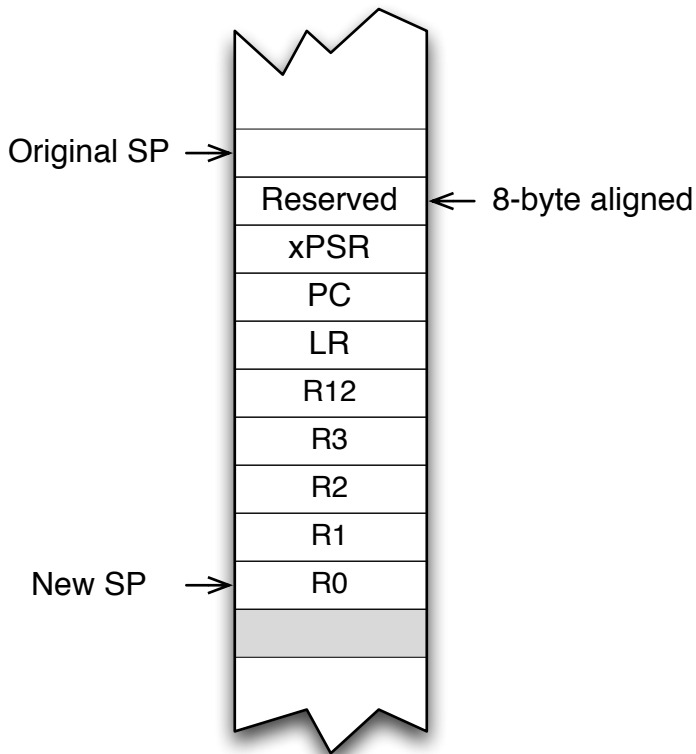 Original SP
Reserved
8-byte aligned
xPSR
PC
LR
R12
R3
R2
R1
New SP
R0